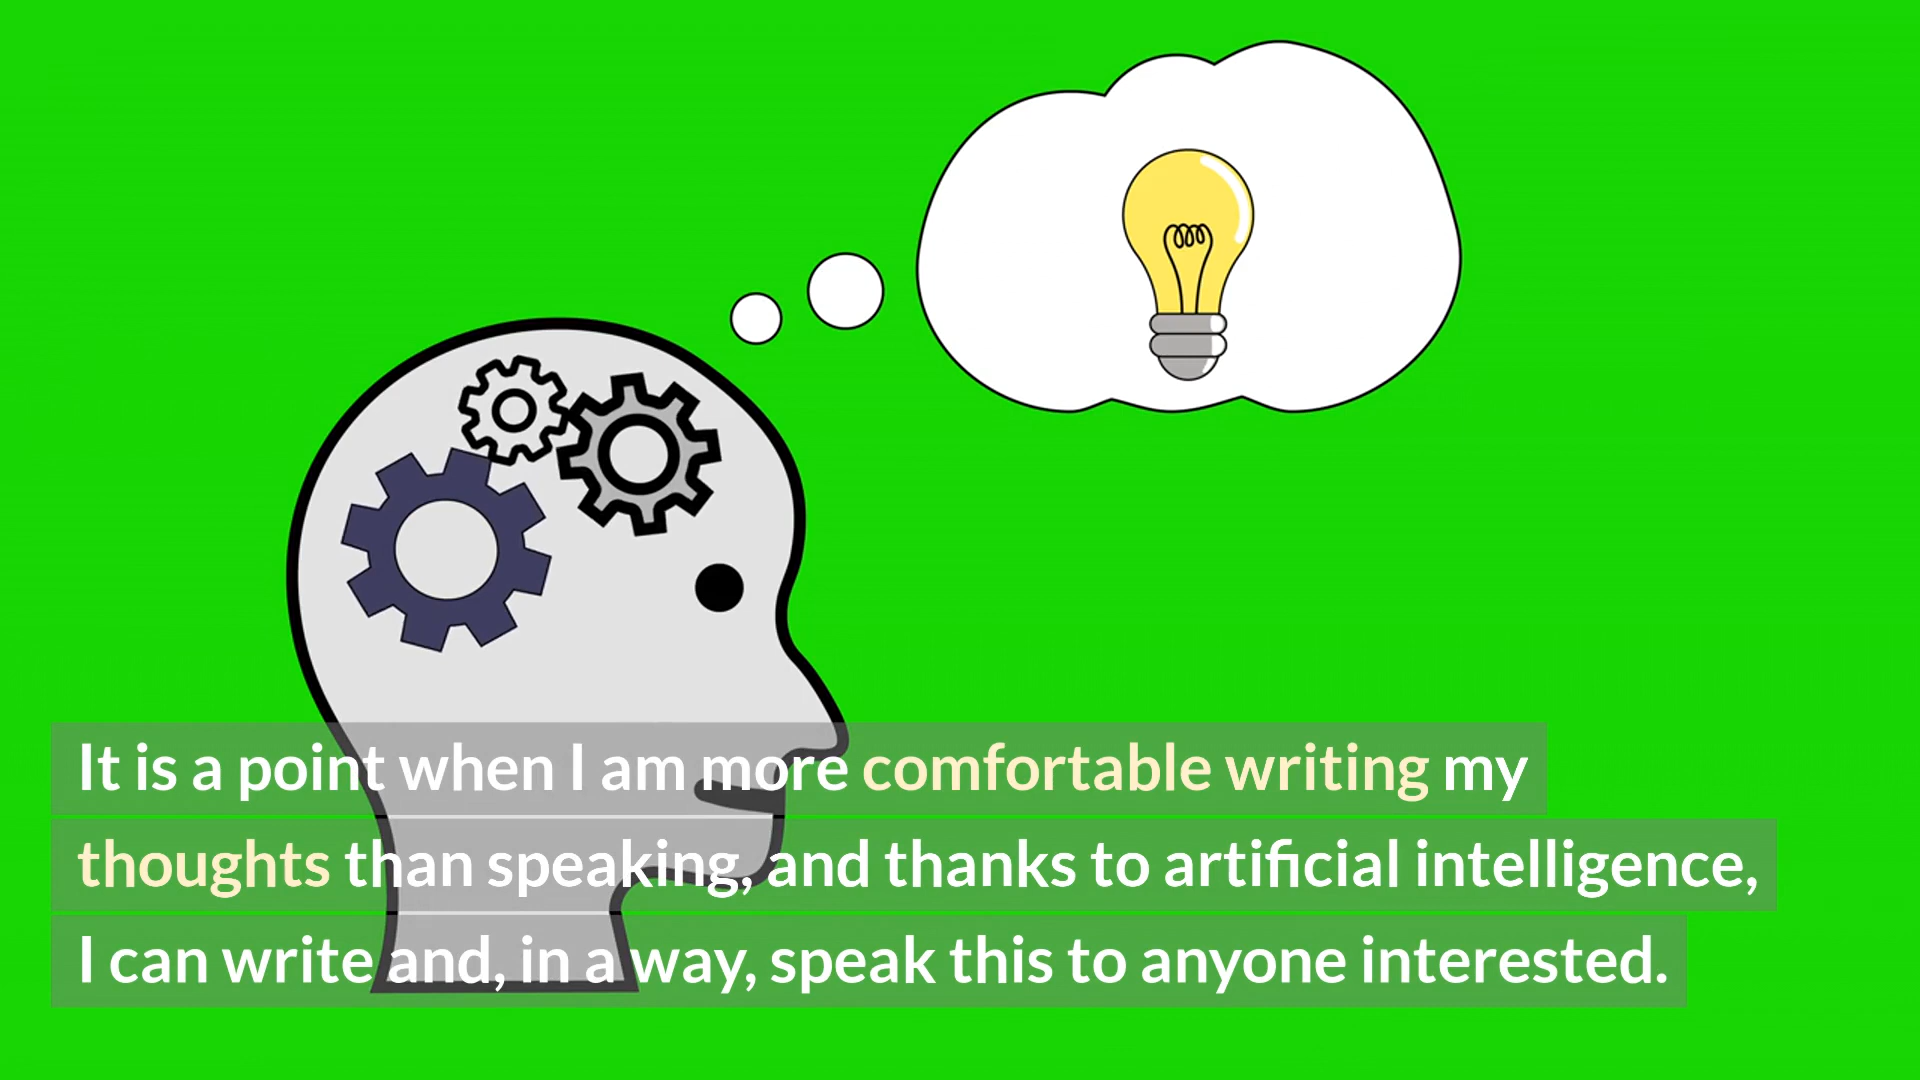 It is a point when I am more comfortable writing my
thoughts than speaking, and thanks to artificial intelligence,
I can write and, in a way, speak this to anyone interested.